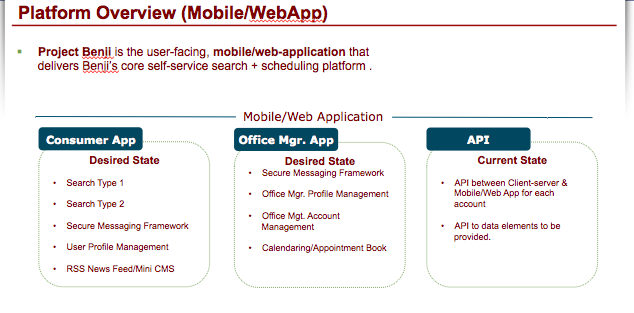 Platform Overview (Mobile/WebApp)
Project Benji is the user-facing, mobile/web-application that
delivers Benji's core self-service search + scheduling platform .
Mobile/Web Application
Consumer App
Desired State
• Search Type 1
• Search Type 2
• Secure Messaging Framework
• User Profile Management
• RSS News Feed/Mini CMS
Office Mgr. App
Desired State
• Secure Messaging Framework
• Office Mgr. Profile Management
• Office Mgt. Account
Management
• Calendaring/Appointment Book
API
Current State
• API between Client-server &
Mobile/Web App for each
account
• API to data elements to be
provided.